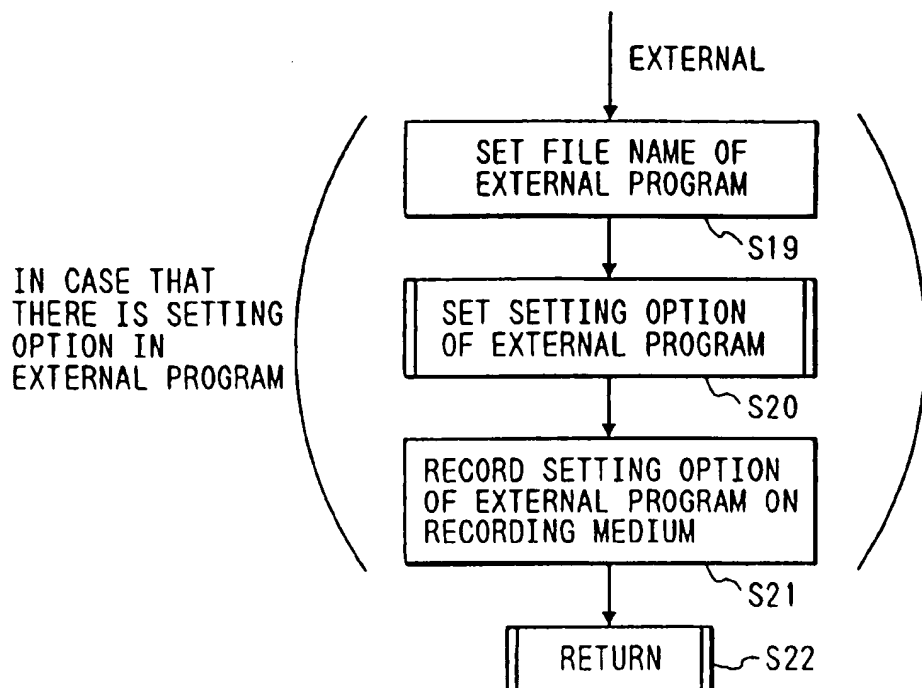 EXTERNAL
SET FILE NAME OF
EXTERNAL PROGRAM
S19
IN CASE THAT
THERE IS SETTING
OPTION IN
EXTERNAL PROGRAM
SET SETTING OPTION
OF EXTERNAL PROGRAM
S20
RECORD SETTING OPTION
OF EXTERNAL PROGRAM ON
RECORDING MEDIUM
S21
RETURN
S22